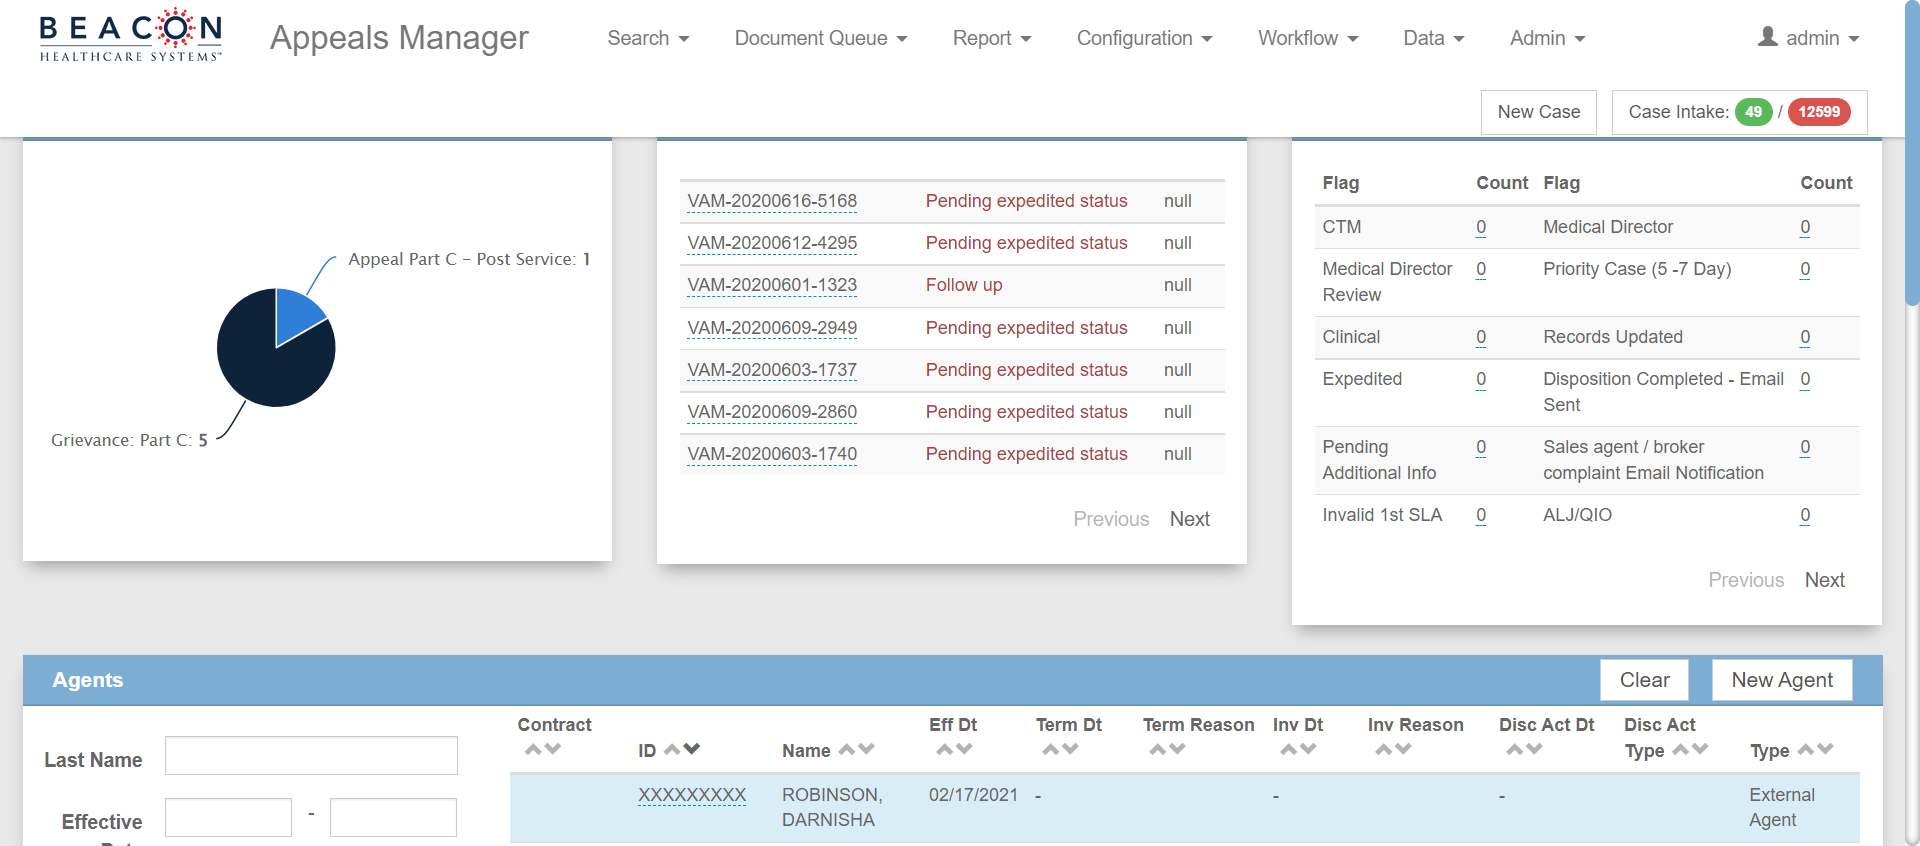 BEACON
HEALTHCARE SYSTEMS™
Appeals Manager
Search
Document Queue
Report
Configuration
Workflow
Data
Admin
admin
New Case
Case Intake: 49 / 12599
Appeal Part C - Post Service: 1
Grievance: Part C: 5
VAM-20200616-5168 Pending expedited status null
VAM-20200612-4295 Pending expedited status null
VAM-20200601-1323 Follow up null
VAM-20200609-2949 Pending expedited status null
VAM-20200603-1737 Pending expedited status null
VAM-20200609-2860 Pending expedited status null
VAM-20200603-1740 Pending expedited status null
Previous Next
Flag Count Flag Count
CTM 0 Medical Director 0
Medical Director 0 Priority Case (5 -7 Day) 0
Review
Clinical 0 Records Updated 0
Expedited 0 Disposition Completed - Email 0
Sent
Pending 0 Sales agent / broker 0
Additional Info complaint Email Notification
Invalid 1st SLA 0 ALJ/QIO 0
Previous Next
Agents
Clear
New Agent
Last Name
Effective
-
Contract ID Name Eff Dt Term Dt Term Reason Inv Dt Inv Reason Disc Act Dt Disc Act Type Type
XXXXXXXXX ROBINSON, 02/17/2021 - - - External
DARNISHA Agent